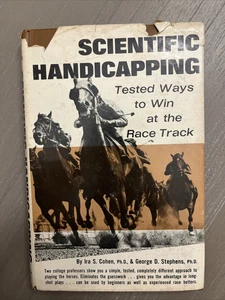 SCIENTIFIC
HANDICAPPING
Tested Ways
to Win
at the
Race Track
By Ira S. Cohen, Ph.D., & George D. Stephens, Ph.D.
Two college professors show you a simple, tested, completely different approach to
playing the horses. Eliminates the guesswork . . . gives you the advantage in long
shot plays . . . can be used by beginners as well as experienced race bettors.